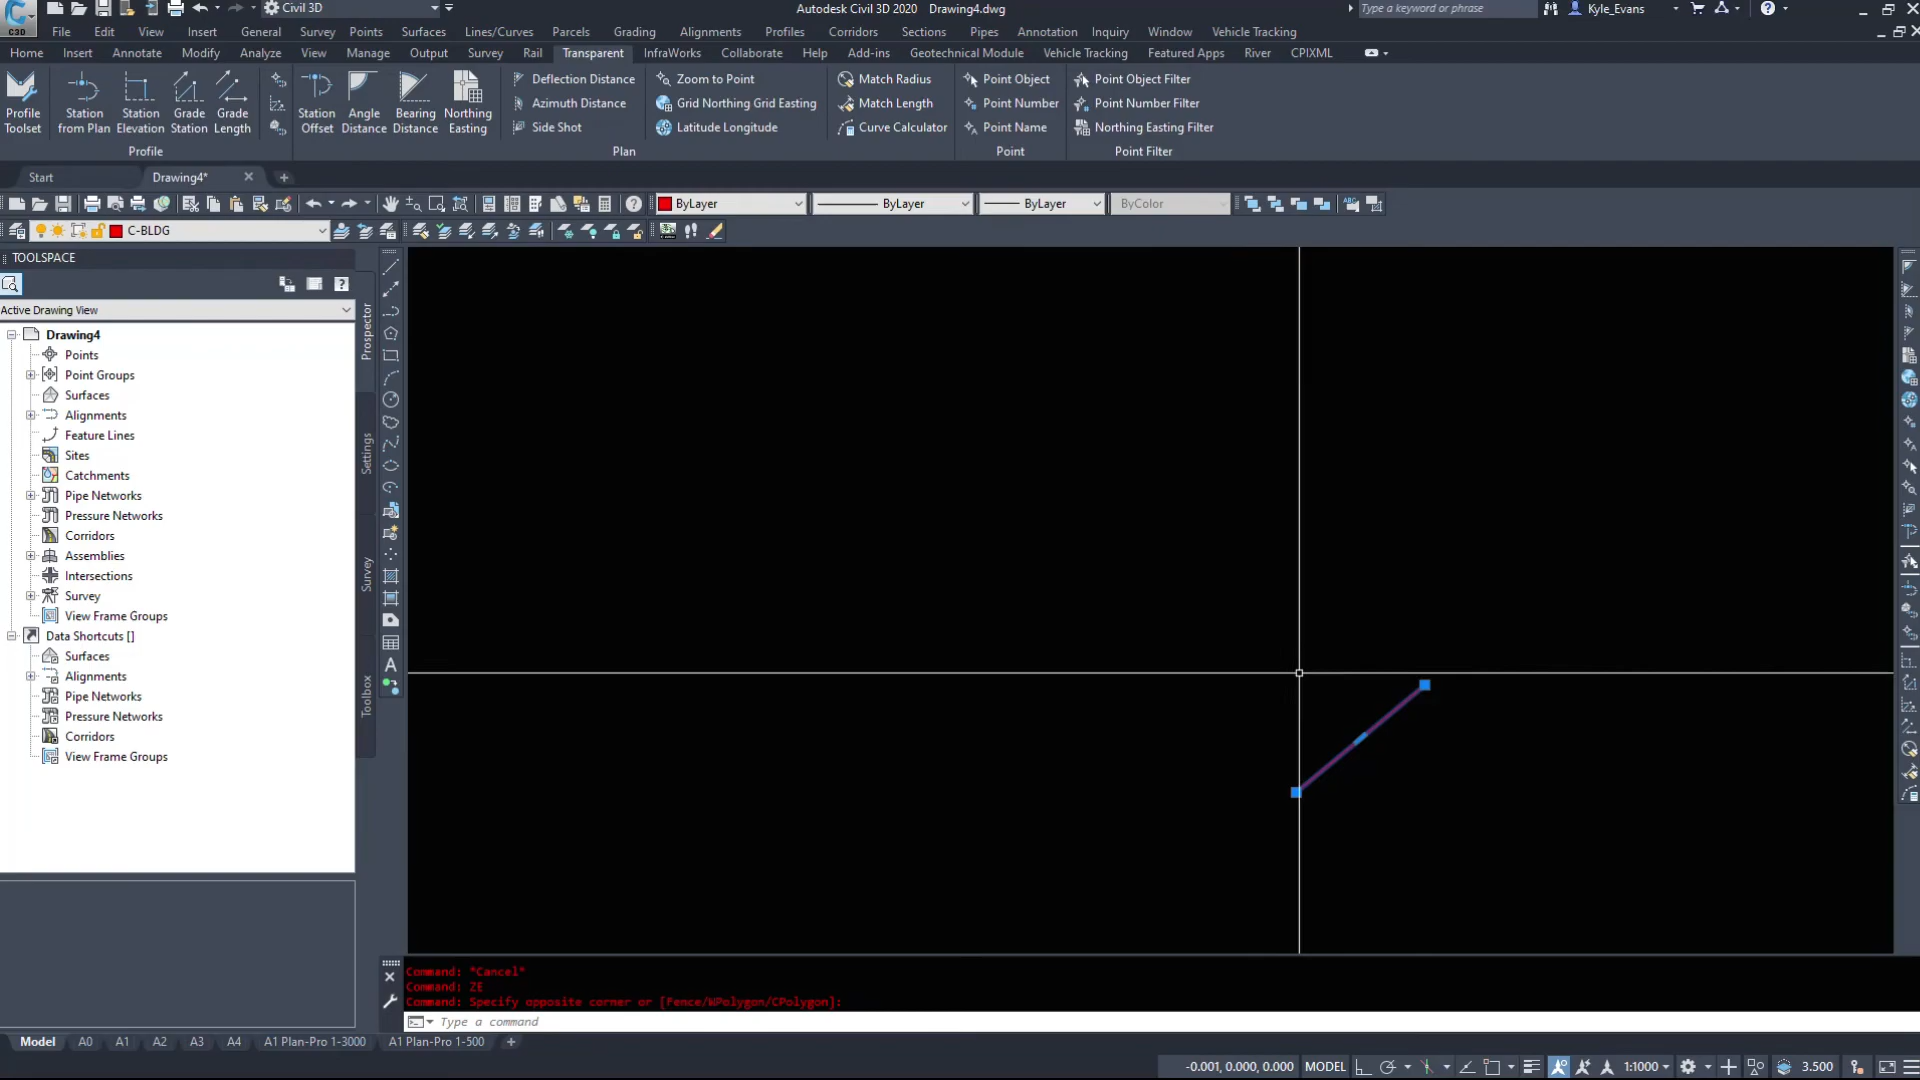 C3D
Civil 3D
Autodesk Civil 3D 2020 Drawing4.dwg
Type a keyword or phrase
Kyle_Evans
File Edit View Insert General Survey Points Surfaces Lines/Curves Parcels Grading Alignments Profiles Corridors Sections Pipes Annotation Inquiry Window Vehicle Tracking
Home Insert Annotate Modify Analyze View Manage Output Survey Rail Transparent InfraWorks Collaborate Help Add-ins Geotechnical Module Vehicle Tracking Featured Apps River CPIXML
Profile Toolset
Station from Plan
Station Elevation
Grade Station
Grade Length
Station Offset
Angle Distance
Bearing Distance
Northing Easting
Deflection Distance
Azimuth Distance
Side Shot
Zoom to Point
Grid Northing Grid Easting
Latitude Longitude
Match Radius
Match Length
Curve Calculator
Point Object
Point Number
Point Name
Point Object Filter
Point Number Filter
Northing Easting Filter
Profile Plan Point Point Filter
Start Drawing4*
ByLayer ByLayer ByLayer ByColor
C-BLDG
TOOLSPACE
Active Drawing View
Drawing4
Points
Point Groups
Surfaces
Alignments
Feature Lines
Sites
Catchments
Pipe Networks
Pressure Networks
Corridors
Assemblies
Intersections
Survey
View Frame Groups
Data Shortcuts []
Surfaces
Alignments
Pipe Networks
Pressure Networks
Corridors
View Frame Groups
Prospector
Settings
Survey
Toolbox
Command: *Cancel*
Command: ZE
Command: Specify opposite corner or [Fence/WPolygon/CPolygon]:
Type a command
Model A0 A1 A2 A3 A4 A1 Plan-Pro 1-3000 A1 Plan-Pro 1-500
-0.001, 0.000, 0.000 MODEL 1:1000 3.500